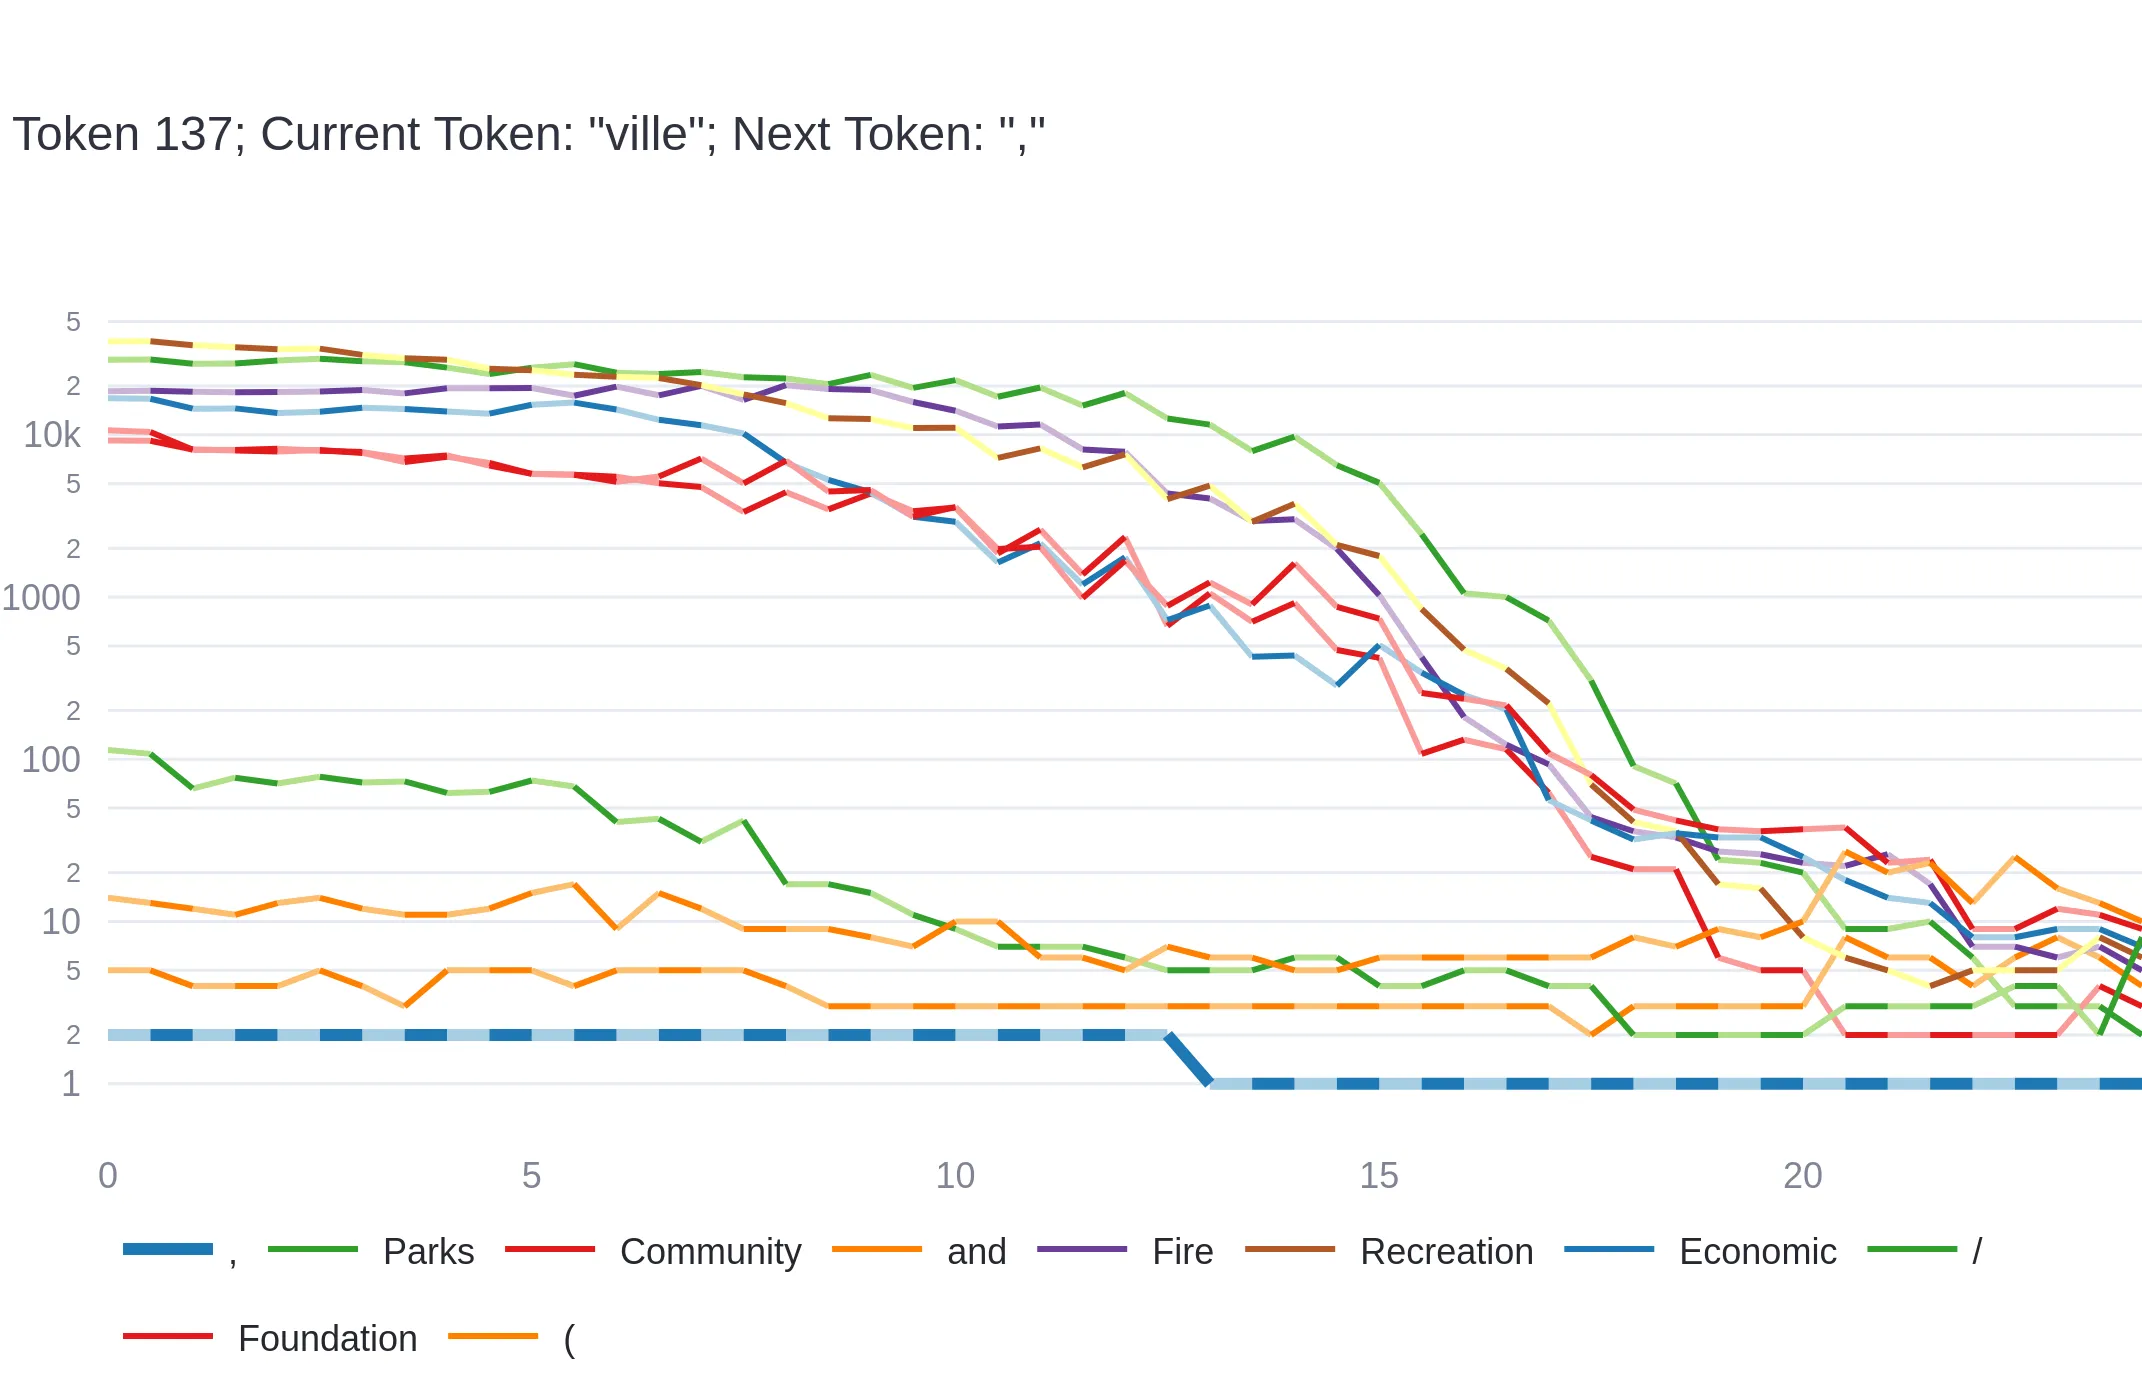 Token 137; Current Token: "ville"; Next Token: ","
5
2
10k
5
2
1000
5
2
100
5
2
10
5
2
1
0 5 10 15 20
, Parks Community and Fire Recreation Economic /
Foundation (